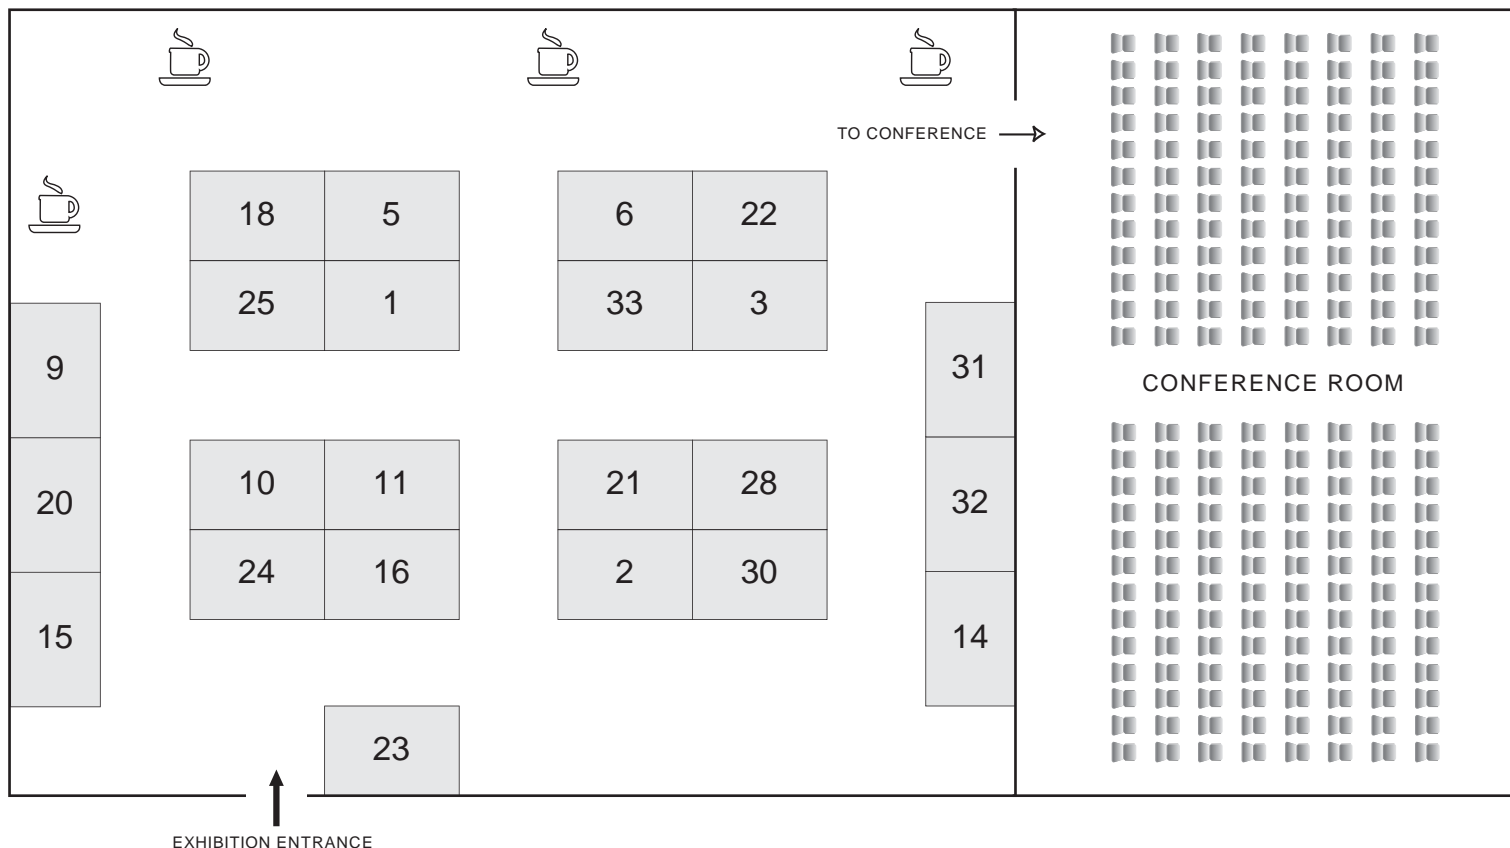 TO CONFERENCE
18 5 6 22
25 1 33 3
9 31
CONFERENCE ROOM
10 11 21 28
20 32
24 16 2 30
15 14
23
EXHIBITION ENTRANCE